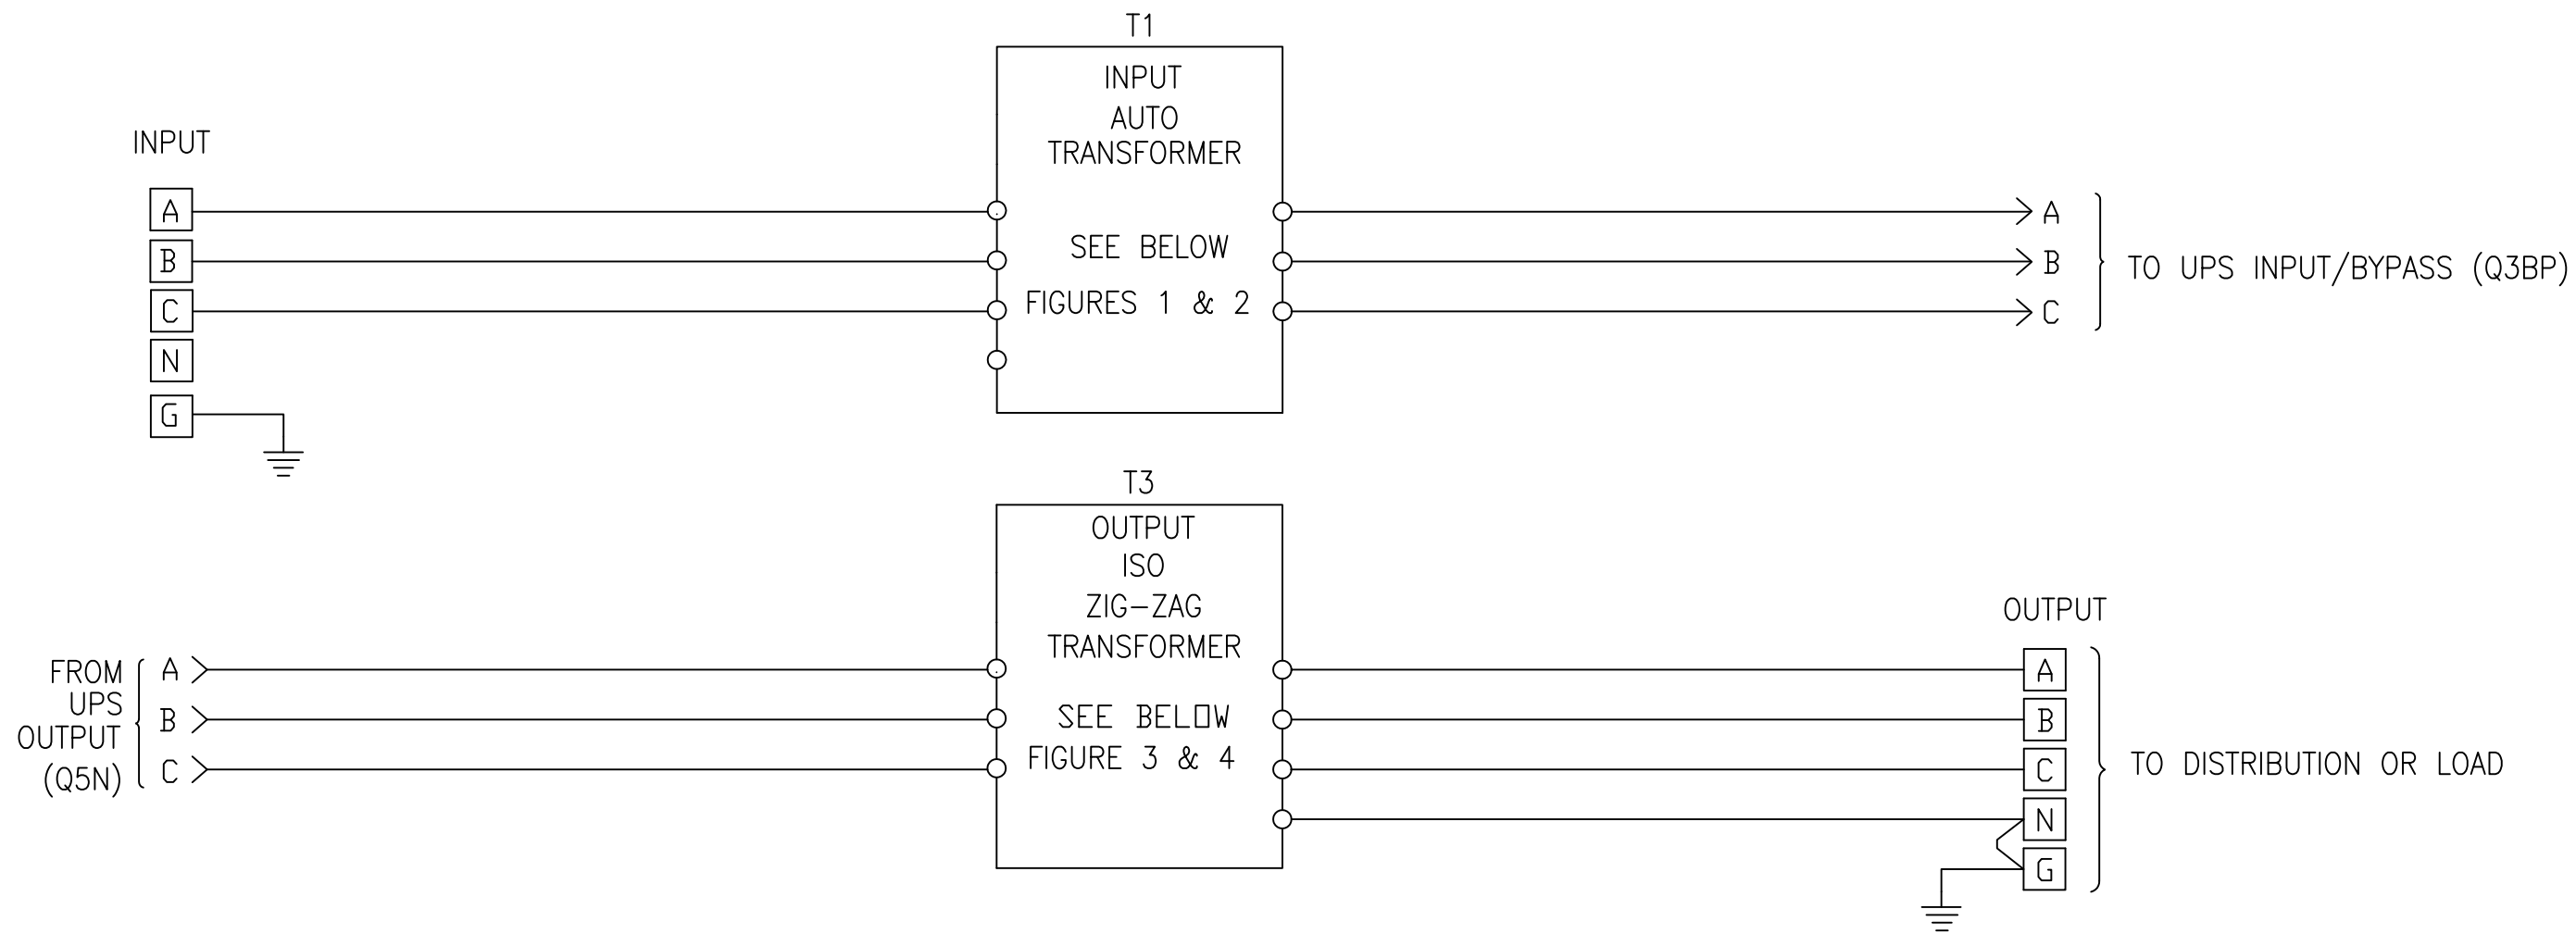 T1
INPUT
AUTO
TRANSFORMER
SEE BELOW
FIGURES 1 & 2
INPUT
A
B
C
N
G
A
B
C
TO UPS INPUT/BYPASS (Q3BP)
T3
OUTPUT
ISO
ZIG-ZAG
TRANSFORMER
SEE BELOW
FIGURE 3 & 4
FROM
UPS
OUTPUT
(Q5N)
A
B
C
OUTPUT
A
B
C
N
G
TO DISTRIBUTION OR LOAD